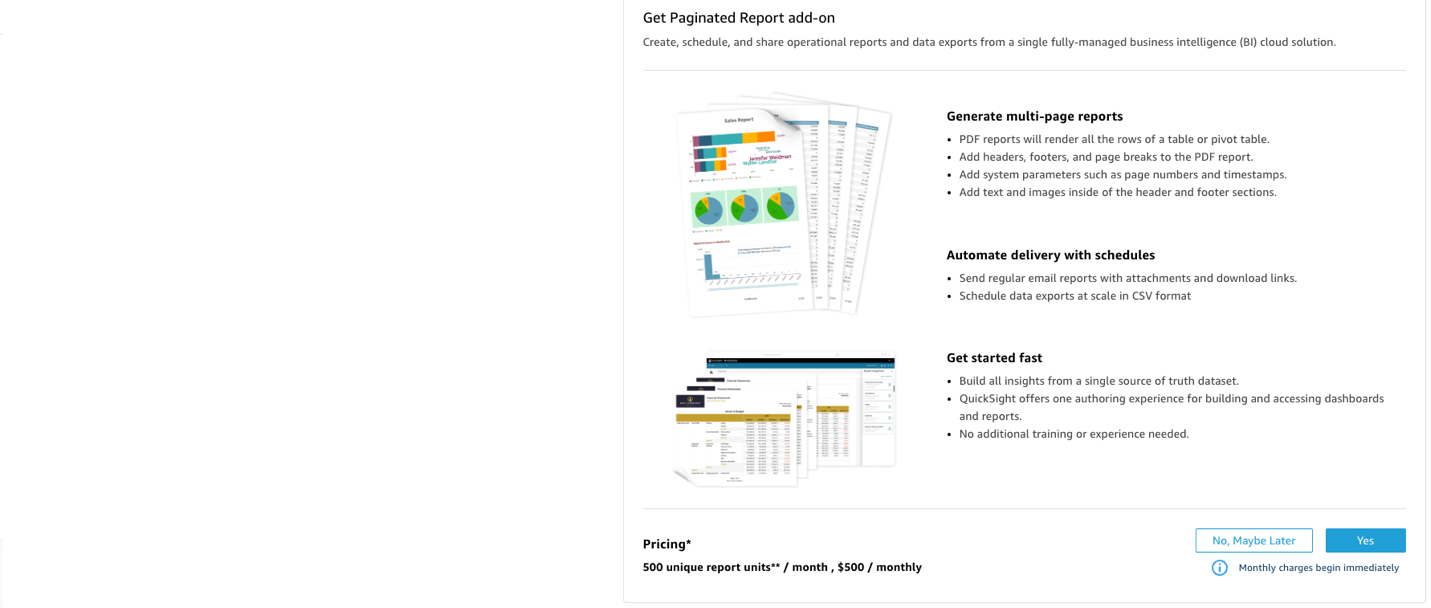 Get Paginated Report add-on
Create, schedule, and share operational reports and data exports from a single fully-managed business intelligence (BI) cloud solution.
Sales Report
Jennifer Weidman
Walter Landfair
Generate multi-page reports
PDF reports will render all the rows of a table or pivot table.
Add headers, footers, and page breaks to the PDF report.
Add system parameters such as page numbers and timestamps.
Add text and images inside of the header and footer sections.
Automate delivery with schedules
Send regular email reports with attachments and download links.
Schedule data exports at scale in CSV format
Get started fast
Build all insights from a single source of truth dataset.
QuickSight offers one authoring experience for building and accessing dashboards
and reports.
No additional training or experience needed.
Pricing*
500 unique report units** / month , $500 / monthly
No, Maybe Later
Yes
Monthly charges begin immediately